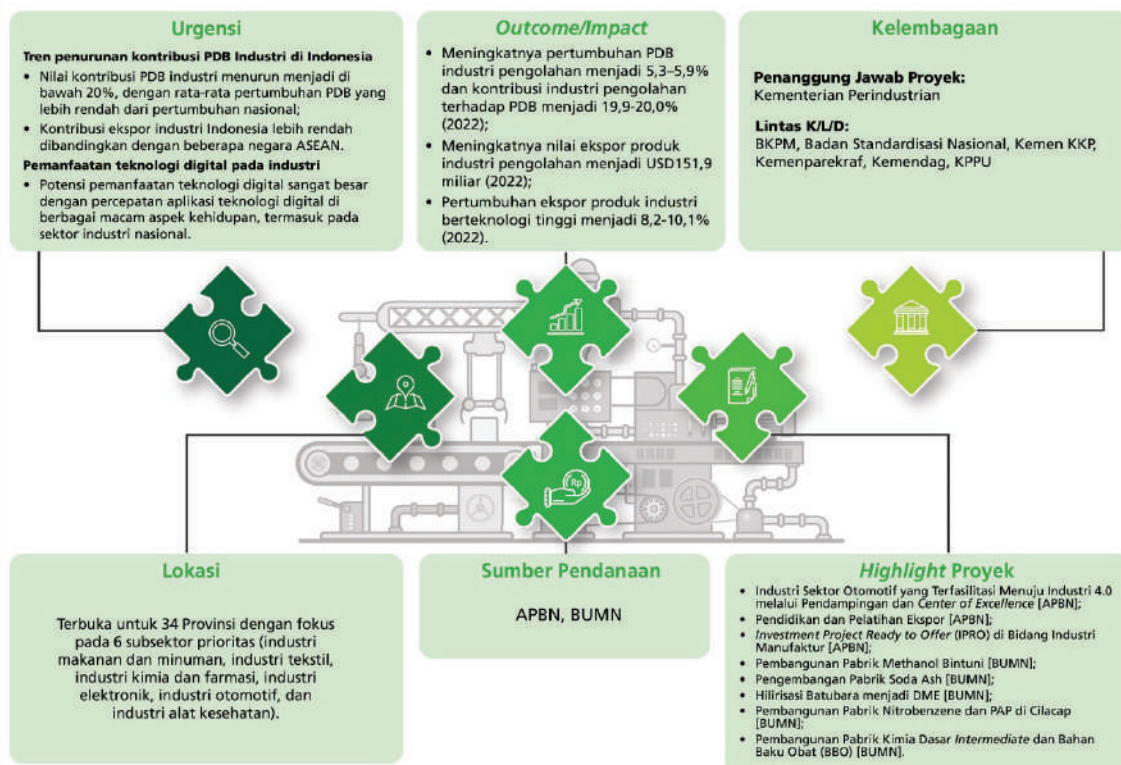 Urgensi
Tren penurunan kontribusi PDB Industri di Indonesia
• Nilai kontribusi PDB industri menurun menjadi di
bawah 20%, dengan rata-rata pertumbuhan PDB yang
lebih rendah dari pertumbuhan nasional;
• Kontribusi ekspor industri Indonesia lebih rendah
dibandingkan dengan beberapa negara ASEAN.
Pemanfaatan teknologi digital pada industri
• Potensi pemanfaatan teknologi digital sangat besar
dengan percepatan aplikasi teknologi digital di
berbagai macam aspek kehidupan, termasuk pada
sektor industri nasional.
Outcome/Impact
• Meningkatnya pertumbuhan PDB
industri pengolahan menjadi 5,3–5,9%
dan kontribusi industri pengolahan
terhadap PDB menjadi 19,9-20,0%
(2022);
• Meningkatnya nilai ekspor produk
industri pengolahan menjadi USD151,9
miliar (2022);
• Pertumbuhan ekspor produk industri
berteknologi tinggi menjadi 8,2-10,1%
(2022).
Kelembagaan
Penanggung Jawab Proyek:
Kementerian Perindustrian
Lintas K/L/D:
BKPM, Badan Standardisasi Nasional, Kemen KKP,
Kemenparekraf, Kemendag, KPPU
Rp
Lokasi
Terbuka untuk 34 Provinsi dengan fokus
pada 6 subsektor prioritas (industri
makanan dan minuman, industri tekstil,
industri kimia dan farmasi, industri
elektronik, industri otomotif, dan
industri alat kesehatan).
Sumber Pendanaan
APBN, BUMN
Highlight Proyek
• Industri Sektor Otomotif yang Terfasilitasi Menuju Industri 4.0
melalui Pendampingan dan Center of Excellence [APBN];
• Pendidikan dan Pelatihan Ekspor [APBN];
• Investment Project Ready to Offer (IPRO) di Bidang Industri
Manufaktur [APBN];
• Pembangunan Pabrik Methanol Bintuni [BUMN];
• Pengembangan Pabrik Soda Ash [BUMN];
• Hilirisasi Batubara menjadi DME [BUMN];
• Pembangunan Pabrik Nitrobenzene dan PAP di Cilacap
[BUMN];
• Pembangunan Pabrik Kimia Dasar Intermediate dan Bahan
Baku Obat (BBO) [BUMN].